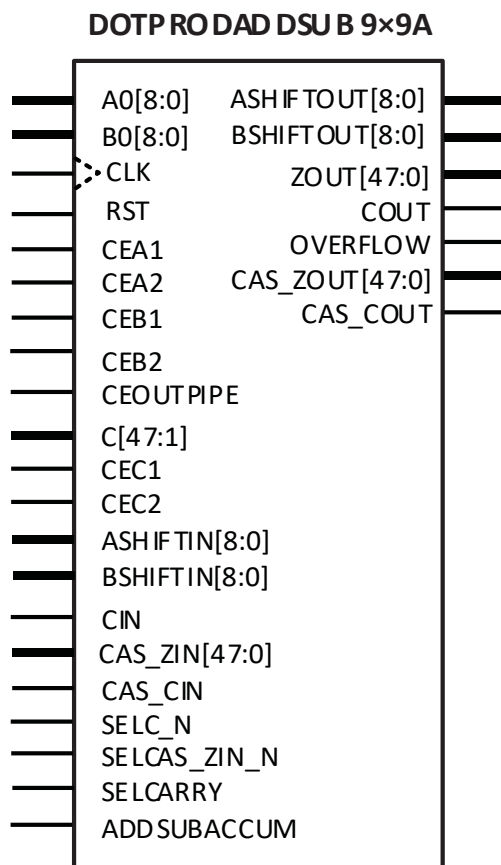 DOTPRODADDSUB 9×9A
A0[8:0]
B0[8:0]
CLK
RST
CEA1
CEA2
CEB1
CEB2
CEOUTPIPE
C[47:1]
CEC1
CEC2
ASHIFTIN[8:0]
BSHIFTIN[8:0]
CIN
CAS_ZIN[47:0]
CAS_CIN
SELC_N
SELCAS_ZIN_N
SELCARRY
ADDSUBACCUM
ASHIFTOUT[8:0]
BSHIFTOUT[8:0]
ZOUT[47:0]
COUT
OVERFLOW
CAS_ZOUT[47:0]
CAS_COUT